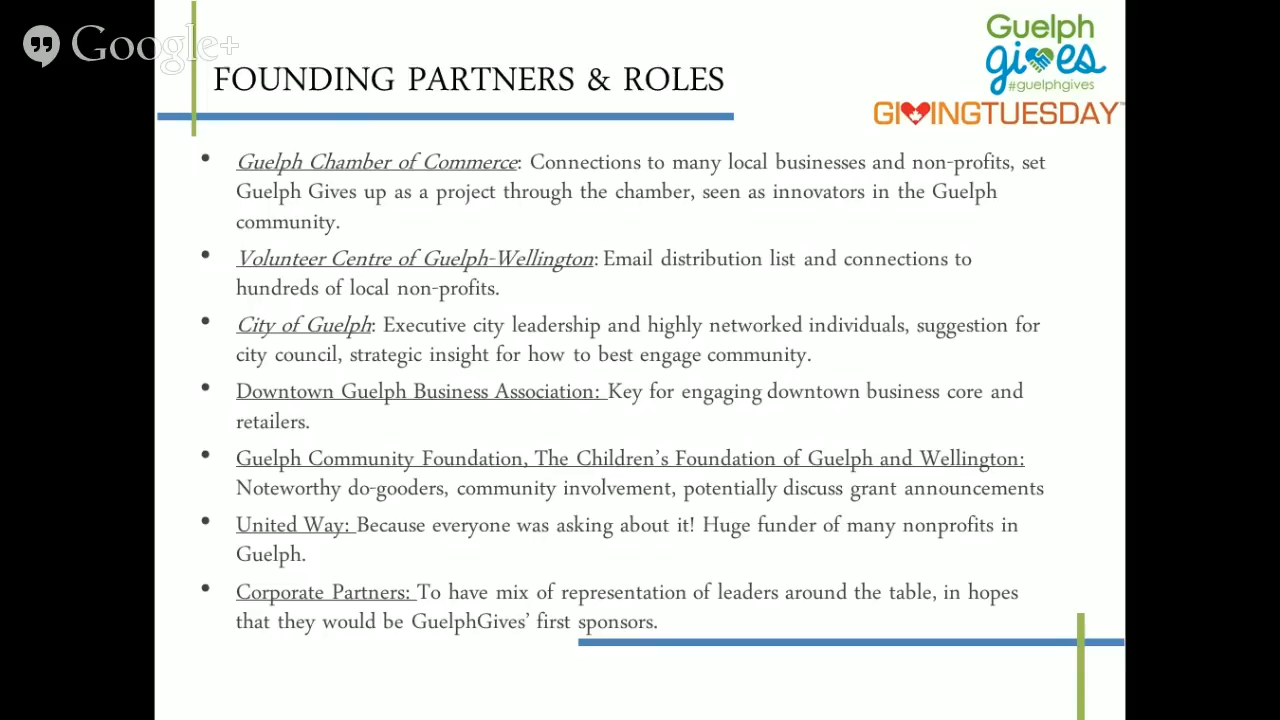 Google+
Guelph
gives
#guelphgives
GIVINGTUESDAY™
FOUNDING PARTNERS & ROLES
• Guelph Chamber of Commerce: Connections to many local businesses and non-profits, set
Guelph Gives up as a project through the chamber, seen as innovators in the Guelph
community.
• Volunteer Centre of Guelph-Wellington: Email distribution list and connections to
hundreds of local non-profits.
• City of Guelph: Executive city leadership and highly networked individuals, suggestion for
city council, strategic insight for how to best engage community.
• Downtown Guelph Business Association: Key for engaging downtown business core and
retailers.
• Guelph Community Foundation, The Children's Foundation of Guelph and Wellington:
Noteworthy do-gooders, community involvement, potentially discuss grant announcements
• United Way: Because everyone was asking about it! Huge funder of many nonprofits in
Guelph.
• Corporate Partners: To have mix of representation of leaders around the table, in hopes
that they would be GuelphGives' first sponsors.